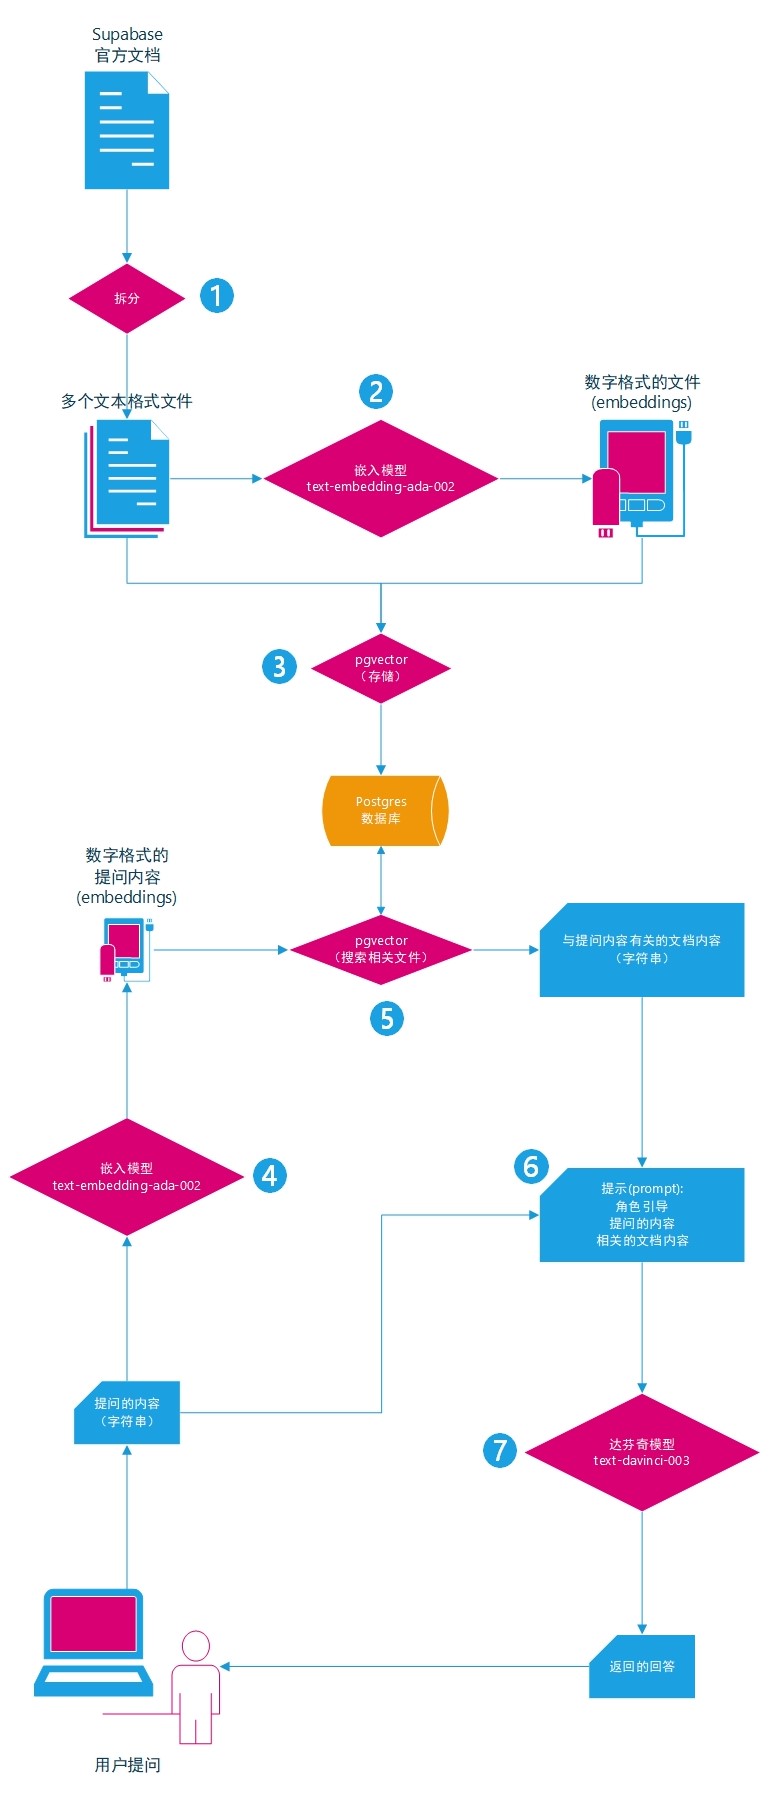 Supabase
官方文档
拆分
1
多个文本格式文件
2
嵌入模型
text-embedding-ada-002
数字格式的文件
(embeddings)
3
pgvector
（存储）
Postgres
数据库
数字格式的
提问内容
(embeddings)
pgvector
（搜索相关文件）
5
与提问内容有关的文档内容
（字符串）
嵌入模型
text-embedding-ada-002
4
6
提示(prompt):
角色引导
提问的内容
相关的文档内容
提问的内容
（字符串）
7
达芬奇模型
text-davinci-003
返回的回答
用户提问